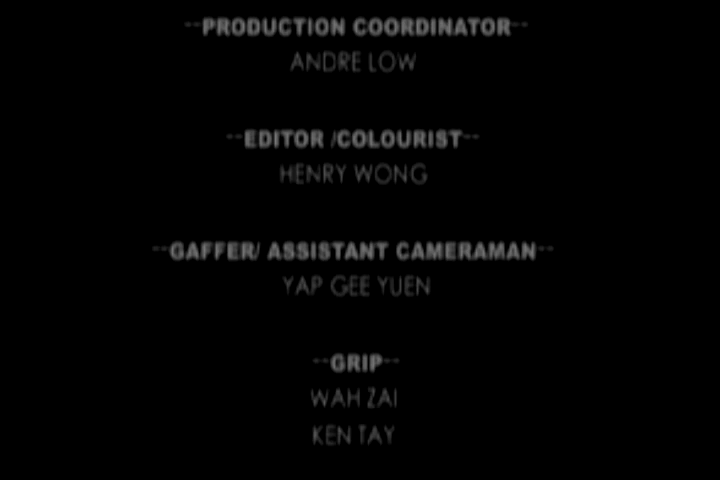 --PRODUCTION COORDINATOR--
ANDRE LOW
--EDITOR /COLOURIST--
HENRY WONG
--GAFFER/ ASSISTANT CAMERAMAN--
YAP GEE YUEN
--GRIP--
WAH ZAI
KEN TAY